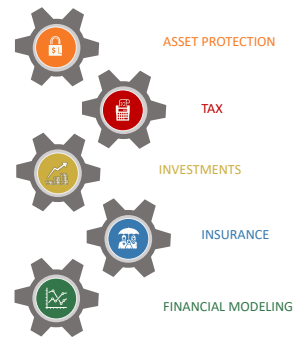 ASSET PROTECTION
TAX
INVESTMENTS
INSURANCE
FINANCIAL MODELING